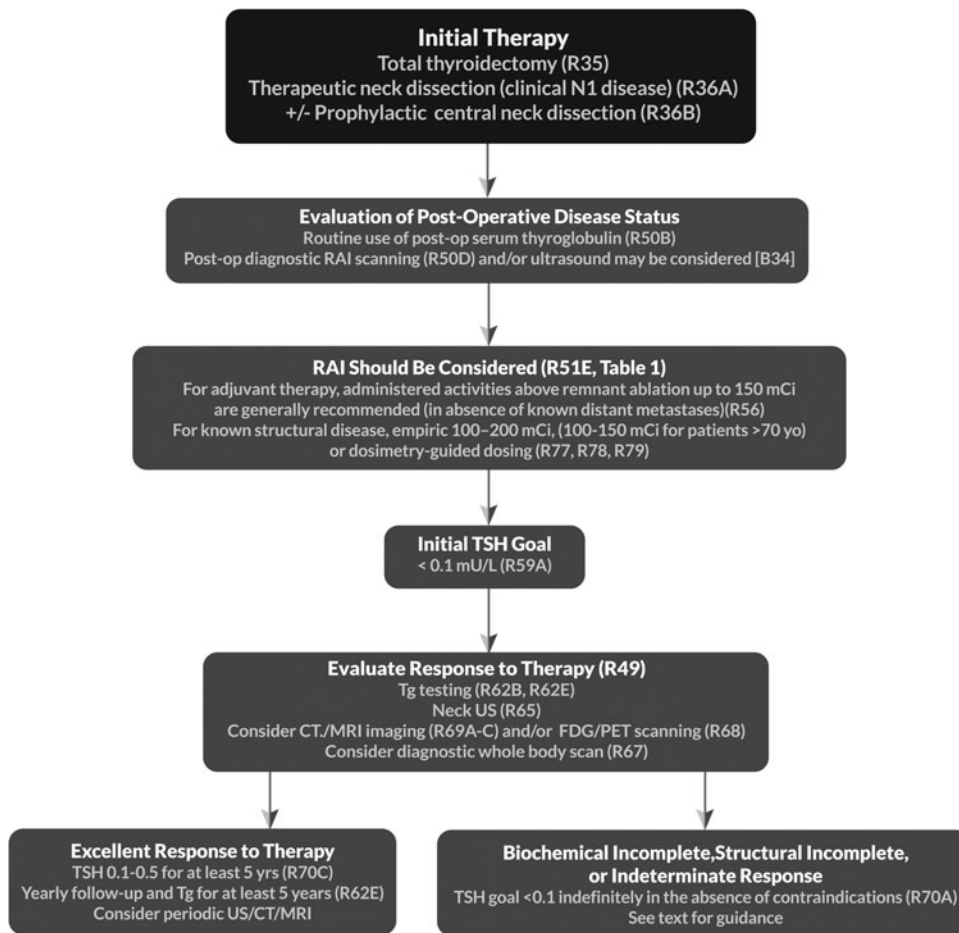 Initial Therapy
Total thyroidectomy (R35)
Therapeutic neck dissection (clinical N1 disease) (R36A)
+/- Prophylactic central neck dissection (R36B)
Evaluation of Post-Operative Disease Status
Routine use of post-op serum thyroglobulin (R50B)
Post-op diagnostic RAI scanning (R50D) and/or ultrasound may be considered [B34]
RAI Should Be Considered (R51E, Table 1)
For adjuvant therapy, administered activities above remnant ablation up to 150 mCi
are generally recommended (in absence of known distant metastases)(R56)
For known structural disease, empiric 100–200 mCi, (100-150 mCi for patients >70 yo)
or dosimetry-guided dosing (R77, R78, R79)
Initial TSH Goal
< 0.1 mU/L (R59A)
Evaluate Response to Therapy (R49)
Tg testing (R62B, R62E)
Neck US (R65)
Consider CT./MRI imaging (R69A-C) and/or FDG/PET scanning (R68)
Consider diagnostic whole body scan (R67)
Excellent Response to Therapy
TSH 0.1-0.5 for at least 5 yrs (R70C)
Yearly follow-up and Tg for at least 5 years (R62E)
Consider periodic US/CT/MRI
Biochemical Incomplete,Structural Incomplete,
or Indeterminate Response
TSH goal <0.1 indefinitely in the absence of contraindications (R70A)
See text for guidance